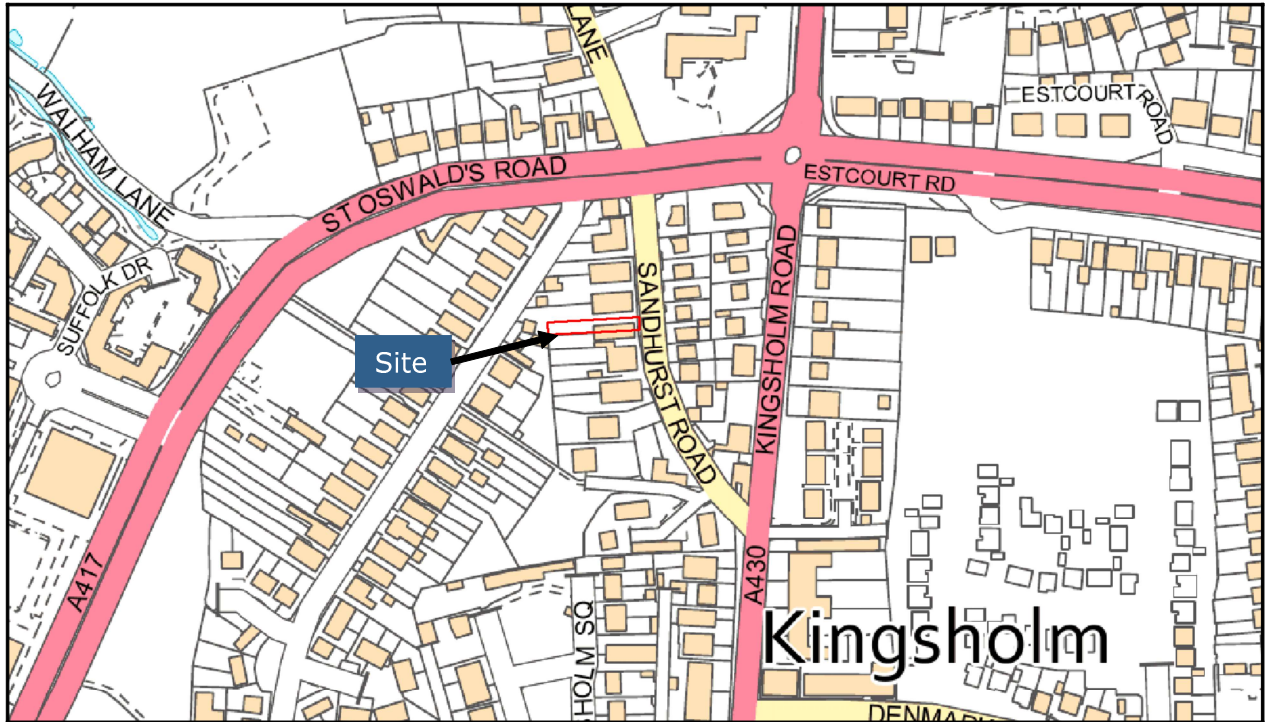 LANE
WALHAM LANE
ESTCOURT ROAD
ST OSWALD'S ROAD
ESTCOURT RD
SUFFOLK DR
SANDHURST ROAD
KINGSHOLM ROAD
Site
A417
A430
HOLM SQ
Kingsholm
DENMARK